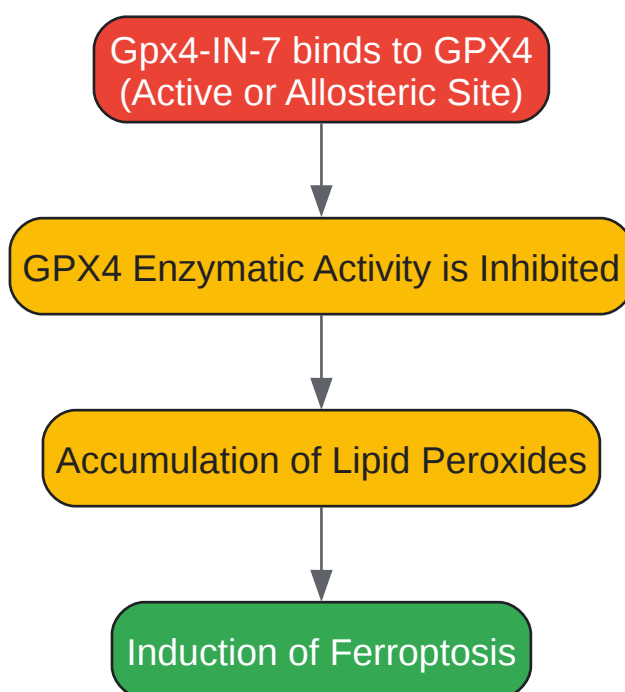 Gpx4-IN-7 binds to GPX4
(Active or Allosteric Site)
GPX4 Enzymatic Activity is Inhibited
Accumulation of Lipid Peroxides
Induction of Ferroptosis